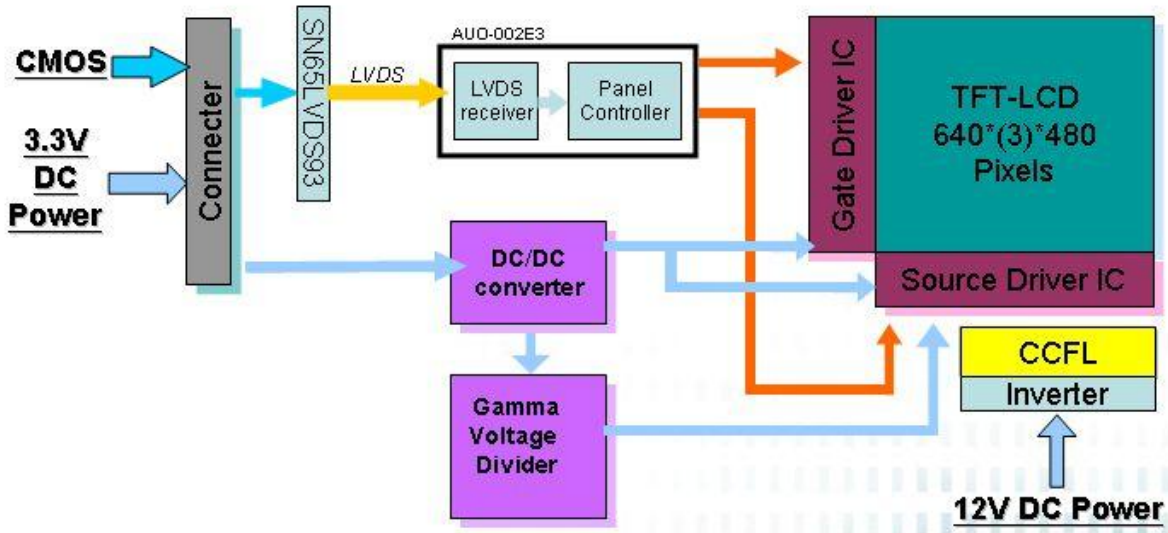 CMOS
3.3V
DC
Power
Connecter
SN65LVDS93
LVDS
AUO-002E3
LVDS
receiver
Panel
Controller
Gate Driver IC
TFT-LCD
640*(3)*480
Pixels
Source Driver IC
DC/DC
converter
Gamma
Voltage
Divider
CCFL
Inverter
12V DC Power